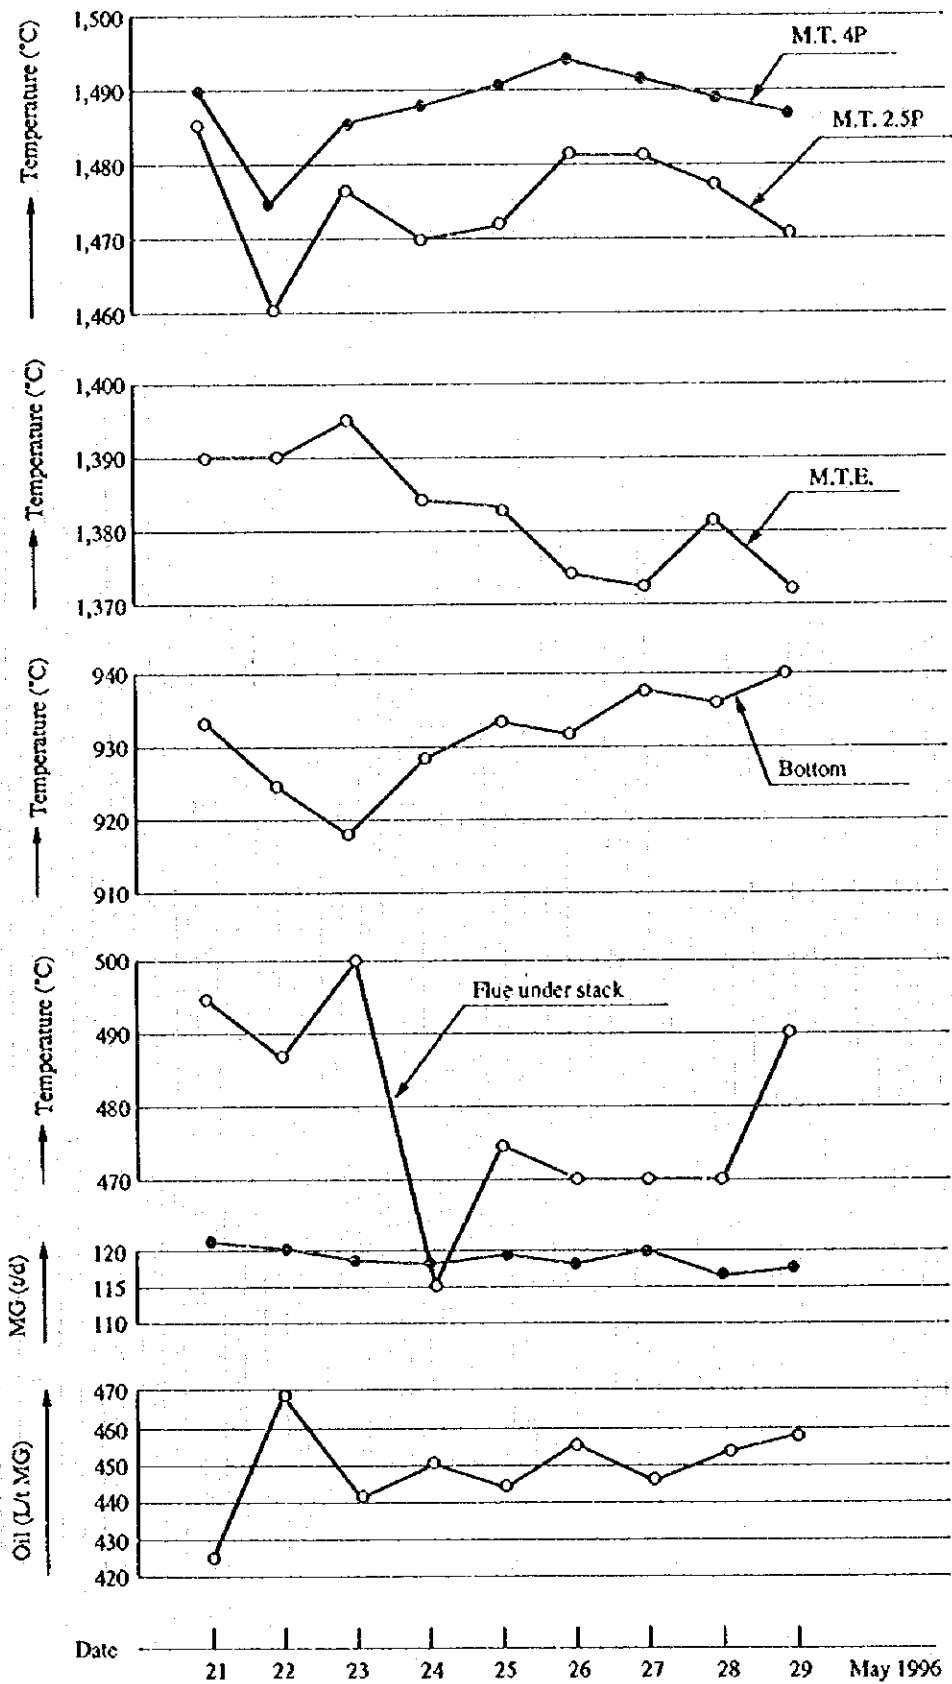 Temperature (°C)
1,500
1,490
1,480
1,470
1,460
M.T. 4P
M.T. 2.5P
Temperature (°C)
1,400
1,390
1,380
1,370
M.T.E.
Temperature (°C)
940
930
920
910
Bottom
Temperature (°C)
500
490
480
470
Flue under stack
MG (t/d)
120
115
110
Oil (L/t MG)
470
460
450
440
430
420
Date
21 22 23 24 25 26 27 28 29 May 1996